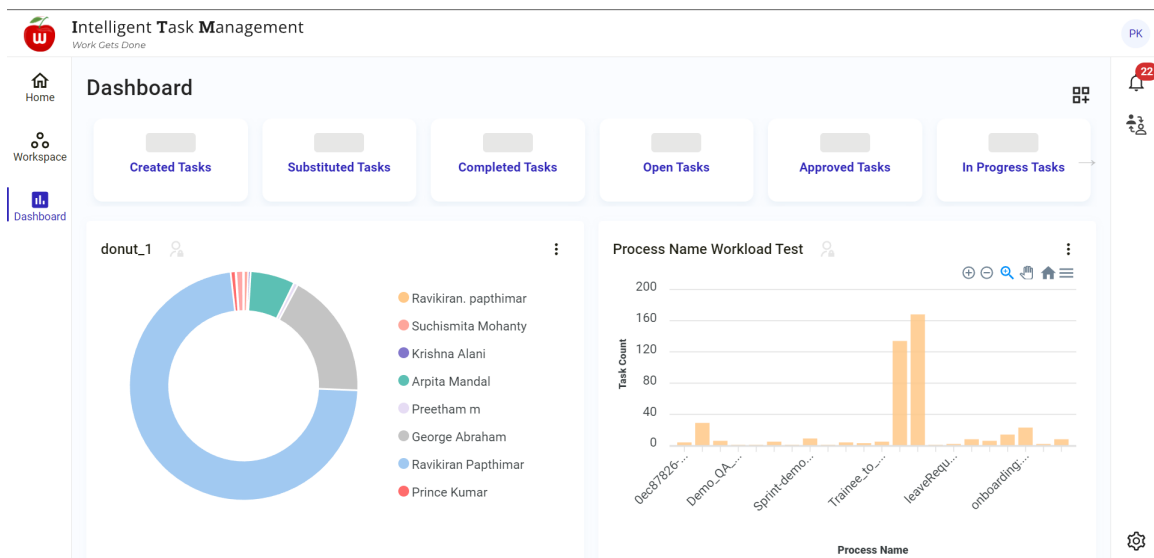 Intelligent Task Management
Work Gets Done
PK
22
Home
Workspace
Dashboard
Dashboard
Created Tasks
Substituted Tasks
Completed Tasks
Open Tasks
Approved Tasks
In Progress Tasks
donut_1
Ravikiran. papthimar
Suchismita Mohanty
Krishna Alani
Arpita Mandal
Preetham m
George Abraham
Ravikiran Papthimar
Prince Kumar
Process Name Workload Test
Task Count
200
160
120
80
40
0
0ec87826-...
Demo_QA_...
Sprint-demo...
Trainee_to_...
leaveRequ...
onboarding:...
Process Name